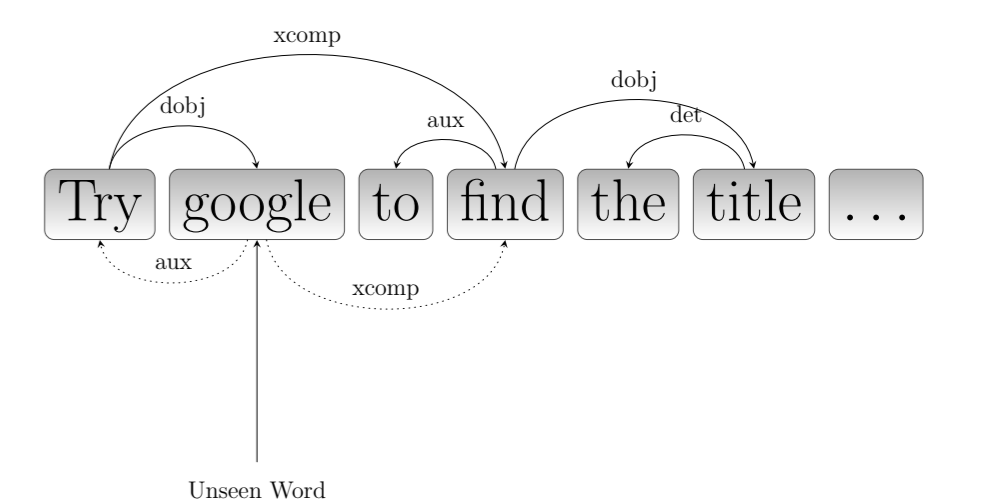 xcomp
dobj
dobj
det
aux
Try google to find the title ...
aux
xcomp
Unseen Word